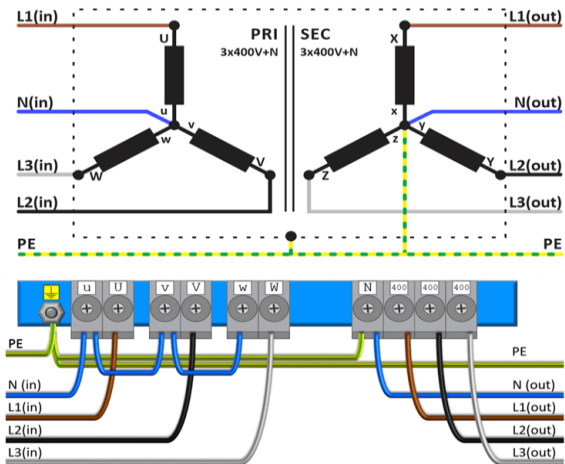 L1(in)
L1(out)
U
PRI
SEC
X
3x400V+N
3x400V+N
N(in)
N(out)
u
x
v
w
y
z
L3(in)
W
V
Z
Y
L2(out)
L2(in)
L3(out)
PE
PE
u U v V w W N 400 400 400
PE
PE
N (in)
N (out)
L1(in)
L1(out)
L2(in)
L2(out)
L3(in)
L3(out)